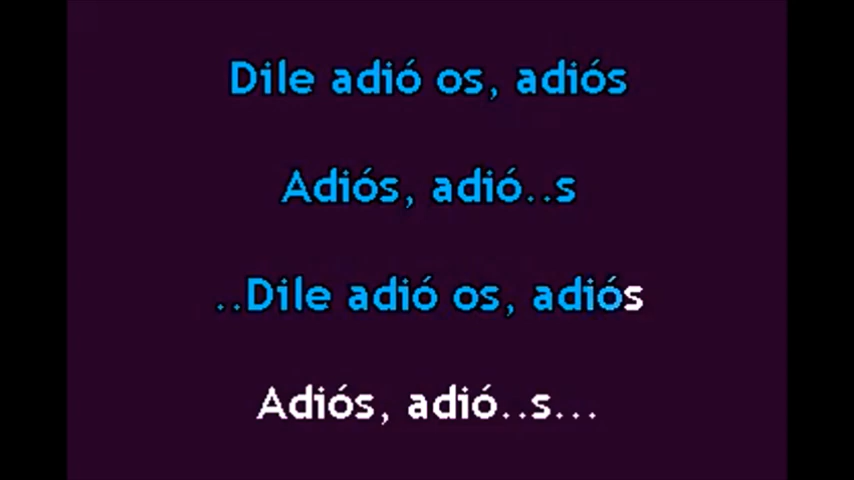 Dile adió os, adiós
Adiós, adió..s
..Dile adió os, adiós
Adiós, adió..s...